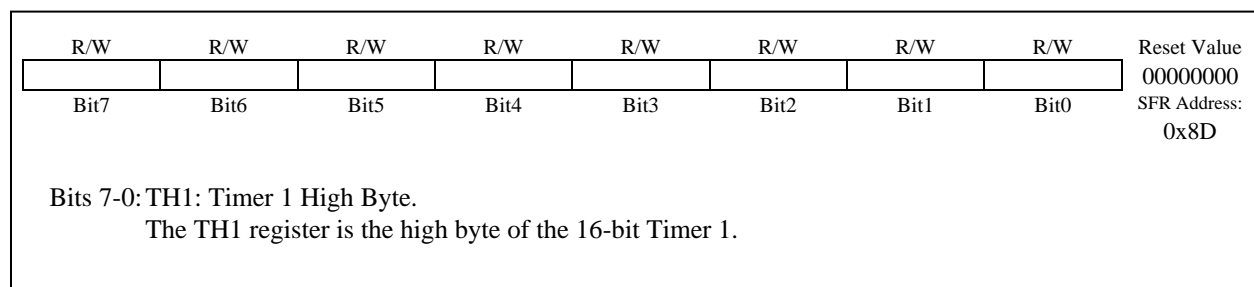 R/W R/W R/W R/W R/W R/W R/W R/W Reset Value
00000000
Bit7 Bit6 Bit5 Bit4 Bit3 Bit2 Bit1 Bit0 SFR Address:
0x8D
Bits 7-0: TH1: Timer 1 High Byte.
The TH1 register is the high byte of the 16-bit Timer 1.